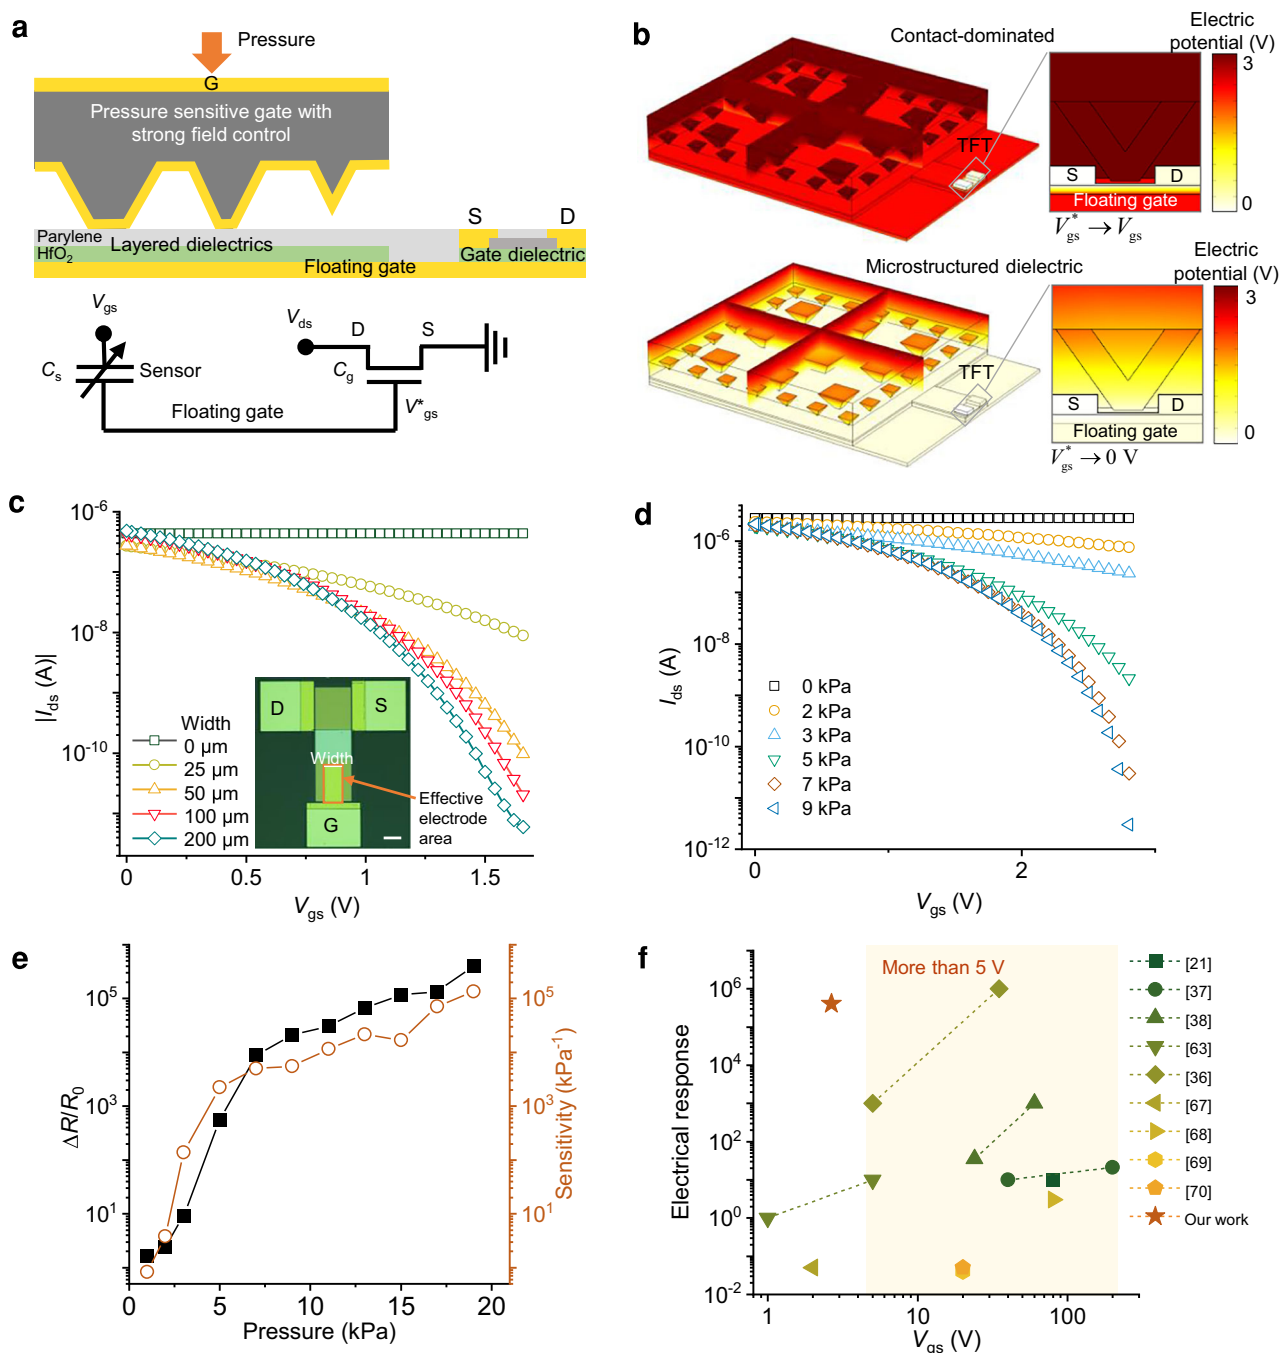 a
Pressure
G
Pressure sensitive gate with
strong field control
S D
Parylene
Layered dielectrics
HfO2
Gate dielectric
Floating gate
Vgs
Vds
D S
Cs
Sensor
Cg
V*gs
Floating gate
b
Contact-dominated
Electric
potential (V)
3
TFT
S D
Floating gate
0
V*gs → Vgs
Microstructured dielectric
Electric
potential (V)
3
TFT
S D
Floating gate
0
V*gs → 0 V
c
10-6
10-8
10-10
|Ids (A)|
Width
0 µm
25 µm
50 µm
100 µm
200 µm
D S
Width
G
Effective
electrode
area
0 0.5 1 1.5
Vgs (V)
d
10-6
10-8
10-10
10-12
Ids (A)
0 kPa
2 kPa
3 kPa
5 kPa
7 kPa
9 kPa
0 2
Vgs (V)
e
105
103
101
ΔR/R0
105
103
101
Sensitivity (kPa-1)
0 5 10 15 20
Pressure (kPa)
f
More than 5 V
106
104
102
100
10-2
Electrical response
1 10 100
Vgs (V)
[21]
[37]
[38]
[63]
[36]
[67]
[68]
[69]
[70]
Our work